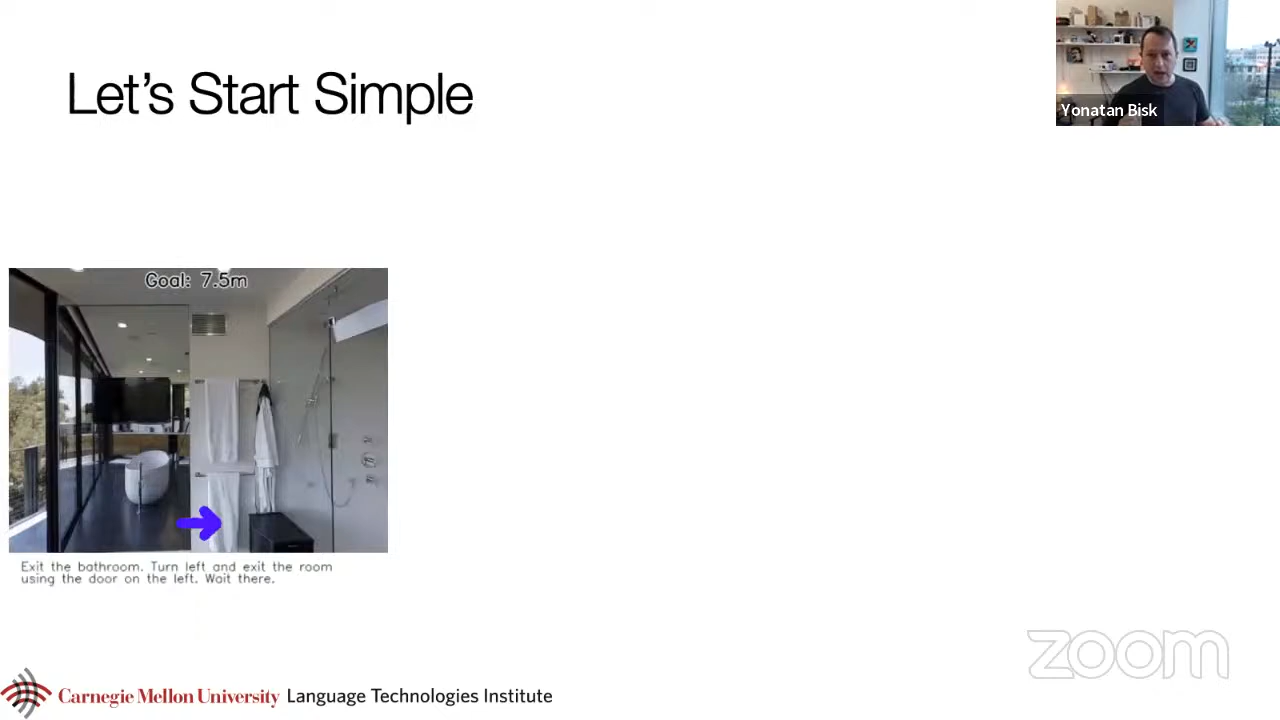 Let's Start Simple
Yonatan Bisk
Goal: 7.5m
Exit the bathroom. Turn left and exit the room
using the door on the left. Wait there.
zoom
Carnegie Mellon University Language Technologies Institute